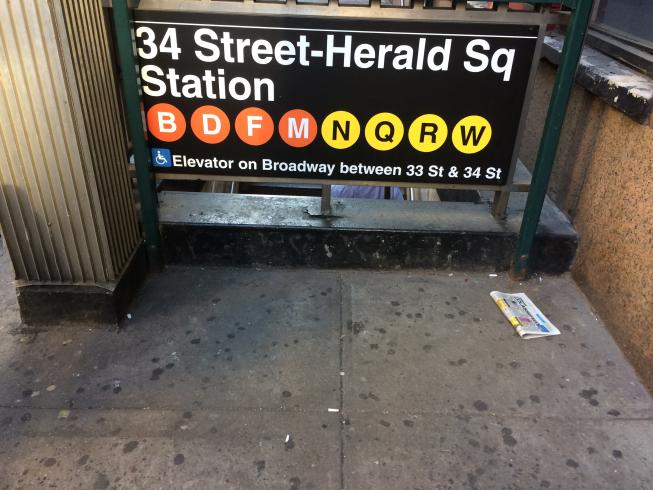 34 Street-Herald Sq
Station
B D F M N Q R W
Elevator on Broadway between 33 St & 34 St